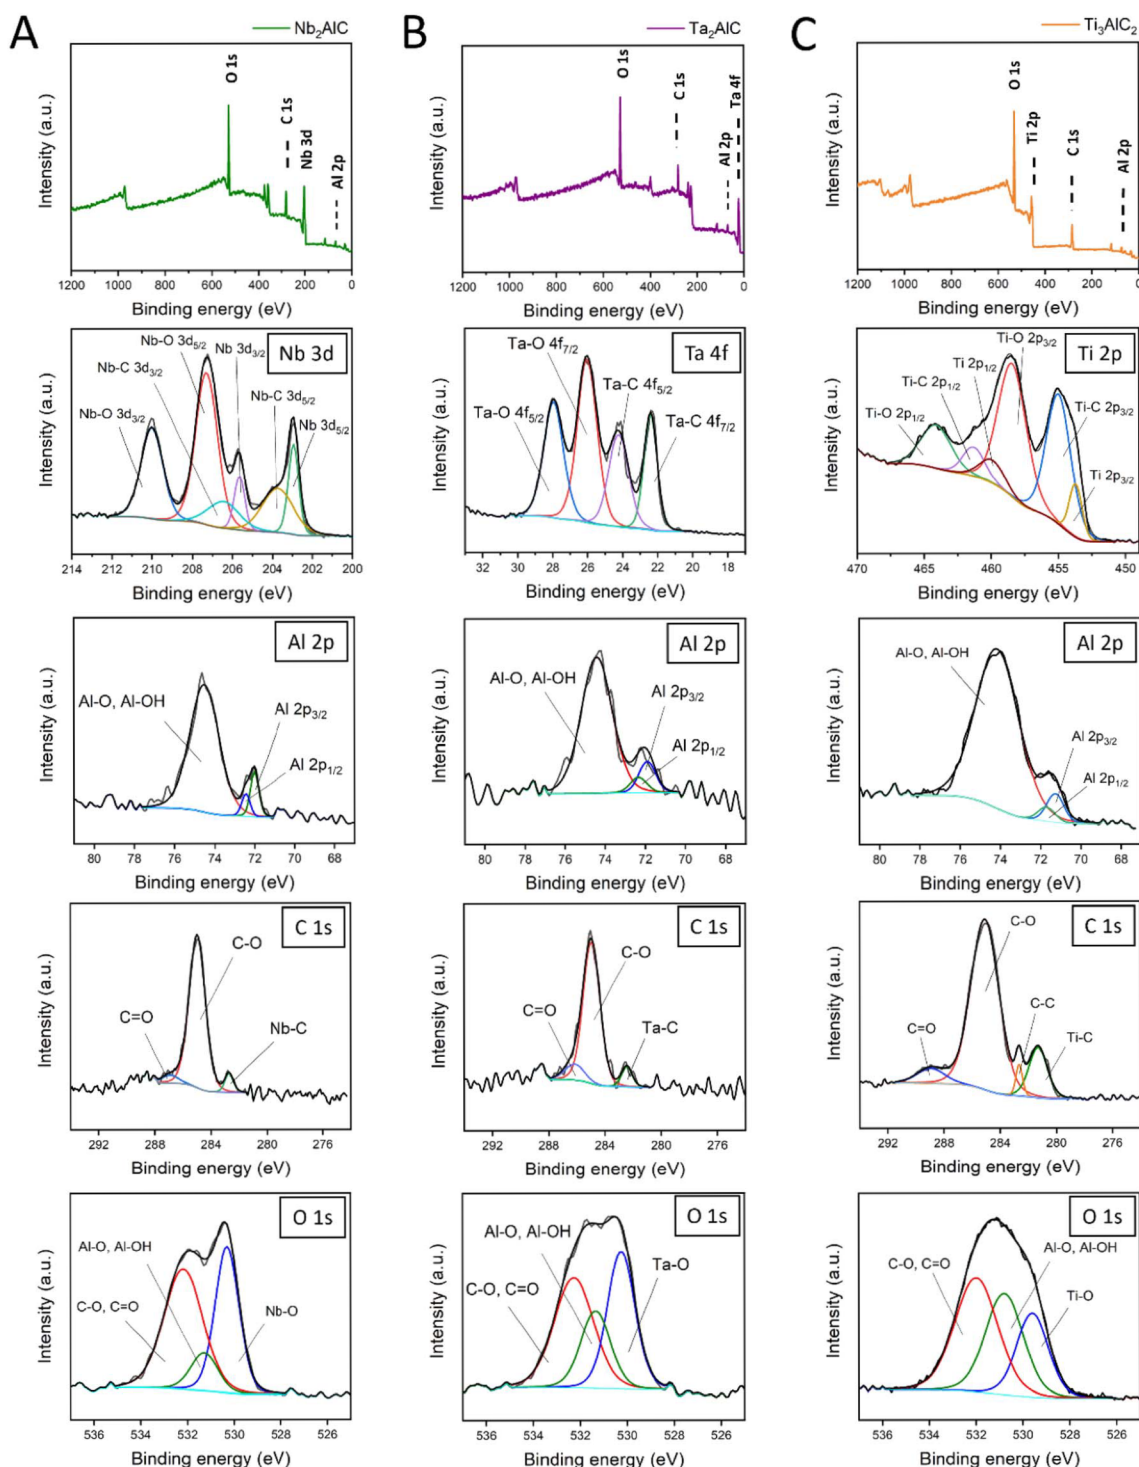 A
Nb₂AlC
Intensity (a.u.)
O 1s
C 1s
Nb 3d
Al 2p
1200 1000 800 600 400 200 0
Binding energy (eV)
Nb 3d
Nb-O 3d₅/₂
Nb 3d₃/₂
Nb-C 3d₃/₂
Nb-C 3d₅/₂
Nb-O 3d₃/₂
Nb 3d₅/₂
Intensity (a.u.)
214 212 210 208 206 204 202 200
Binding energy (eV)
Al 2p
Al-O, Al-OH
Al 2p₃/₂
Al 2p₁/₂
Intensity (a.u.)
80 78 76 74 72 70 68
Binding energy (eV)
C 1s
C-O
C=O
Nb-C
Intensity (a.u.)
292 288 284 280 276
Binding energy (eV)
O 1s
Al-O, Al-OH
C-O, C=O
Nb-O
Intensity (a.u.)
536 534 532 530 528 526
Binding energy (eV)
B
Ta₂AlC
Intensity (a.u.)
O 1s
C 1s
Al 2p
Ta 4f
1200 1000 800 600 400 200 0
Binding energy (eV)
Ta 4f
Ta-O 4f₇/₂
Ta-C 4f₅/₂
Ta-O 4f₅/₂
Ta-C 4f₇/₂
Intensity (a.u.)
32 30 28 26 24 22 20 18
Binding energy (eV)
Al 2p
Al-O, Al-OH
Al 2p₃/₂
Al 2p₁/₂
Intensity (a.u.)
80 78 76 74 72 70 68
Binding energy (eV)
C 1s
C-O
C=O
Ta-C
Intensity (a.u.)
292 288 284 280 276
Binding energy (eV)
O 1s
Al-O, Al-OH
Ta-O
C-O, C=O
Intensity (a.u.)
536 534 532 530 528 526
Binding energy (eV)
C
Ti₃AlC₂
Intensity (a.u.)
O 1s
Ti 2p
C 1s
Al 2p
1200 1000 800 600 400 200 0
Binding energy (eV)
Ti 2p
Ti-O 2p₃/₂
Ti 2p₁/₂
Ti-C 2p₁/₂
Ti-O 2p₁/₂
Ti-C 2p₃/₂
Ti 2p₃/₂
Intensity (a.u.)
470 465 460 455 450
Binding energy (eV)
Al 2p
Al-O, Al-OH
Al 2p₃/₂
Al 2p₁/₂
Intensity (a.u.)
80 78 76 74 72 70 68
Binding energy (eV)
C 1s
C-O
C-C
C=O
Ti-C
Intensity (a.u.)
292 288 284 280 276
Binding energy (eV)
O 1s
Al-O, Al-OH
C-O, C=O
Ti-O
Intensity (a.u.)
536 534 532 530 528 526
Binding energy (eV)